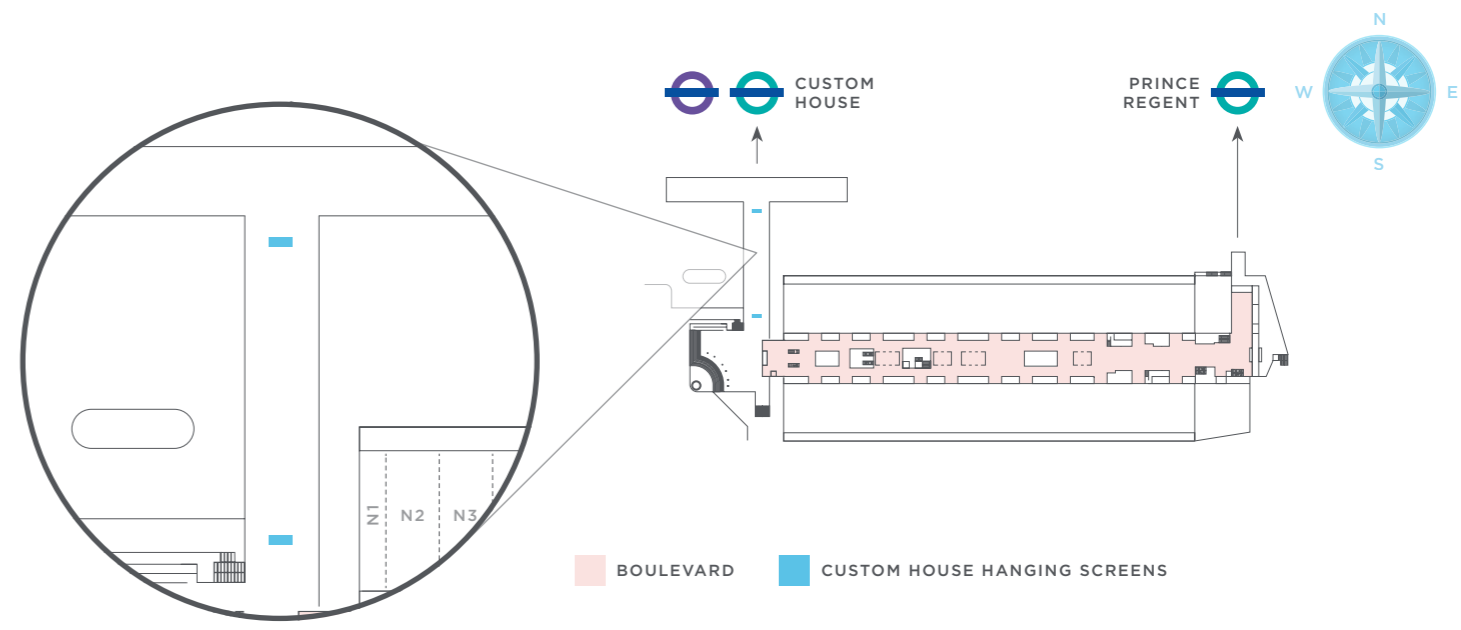 N
CUSTOM
HOUSE
PRINCE
REGENT
W
E
S
N1
N2
N3
BOULEVARD
CUSTOM HOUSE HANGING SCREENS